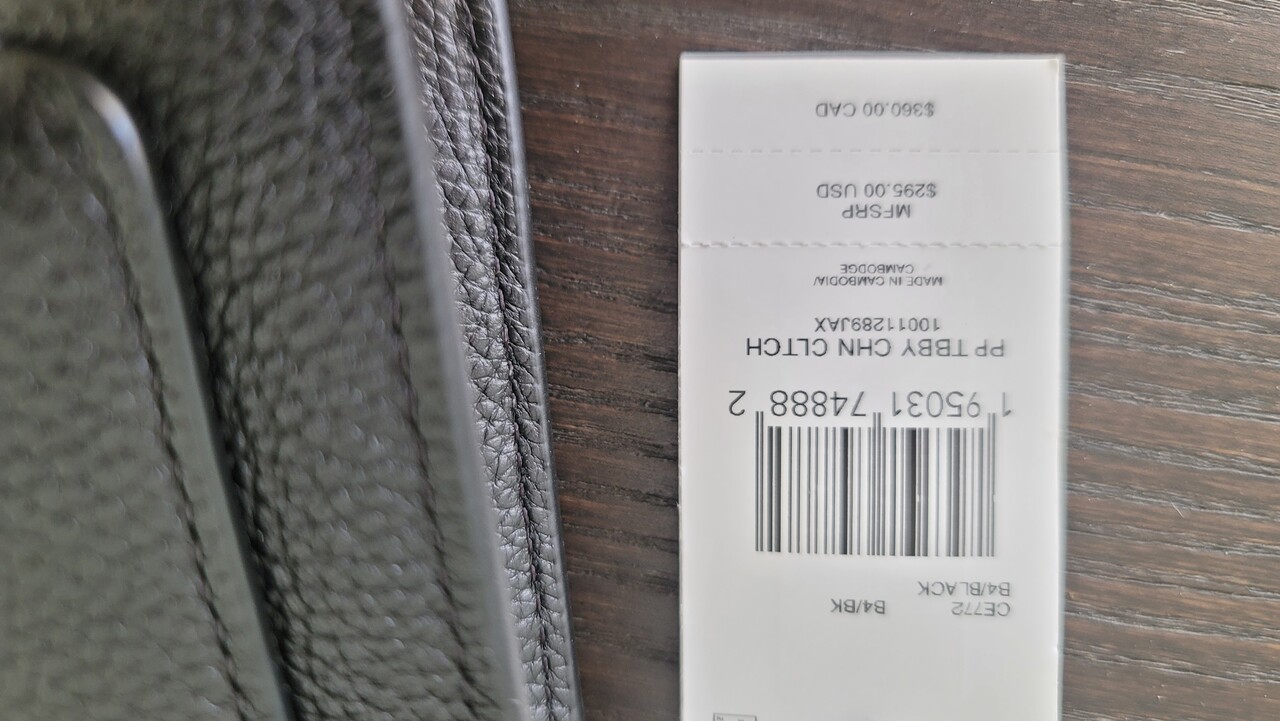 CE772 B4/BK
B4/BLACK
1 95031 74888 2
PP TBBY CHN CLTCH
10011289JAX
MADE IN CAMBODIA/
CAMBODGE
MFSRP
$295.00 USD
$360.00 CAD